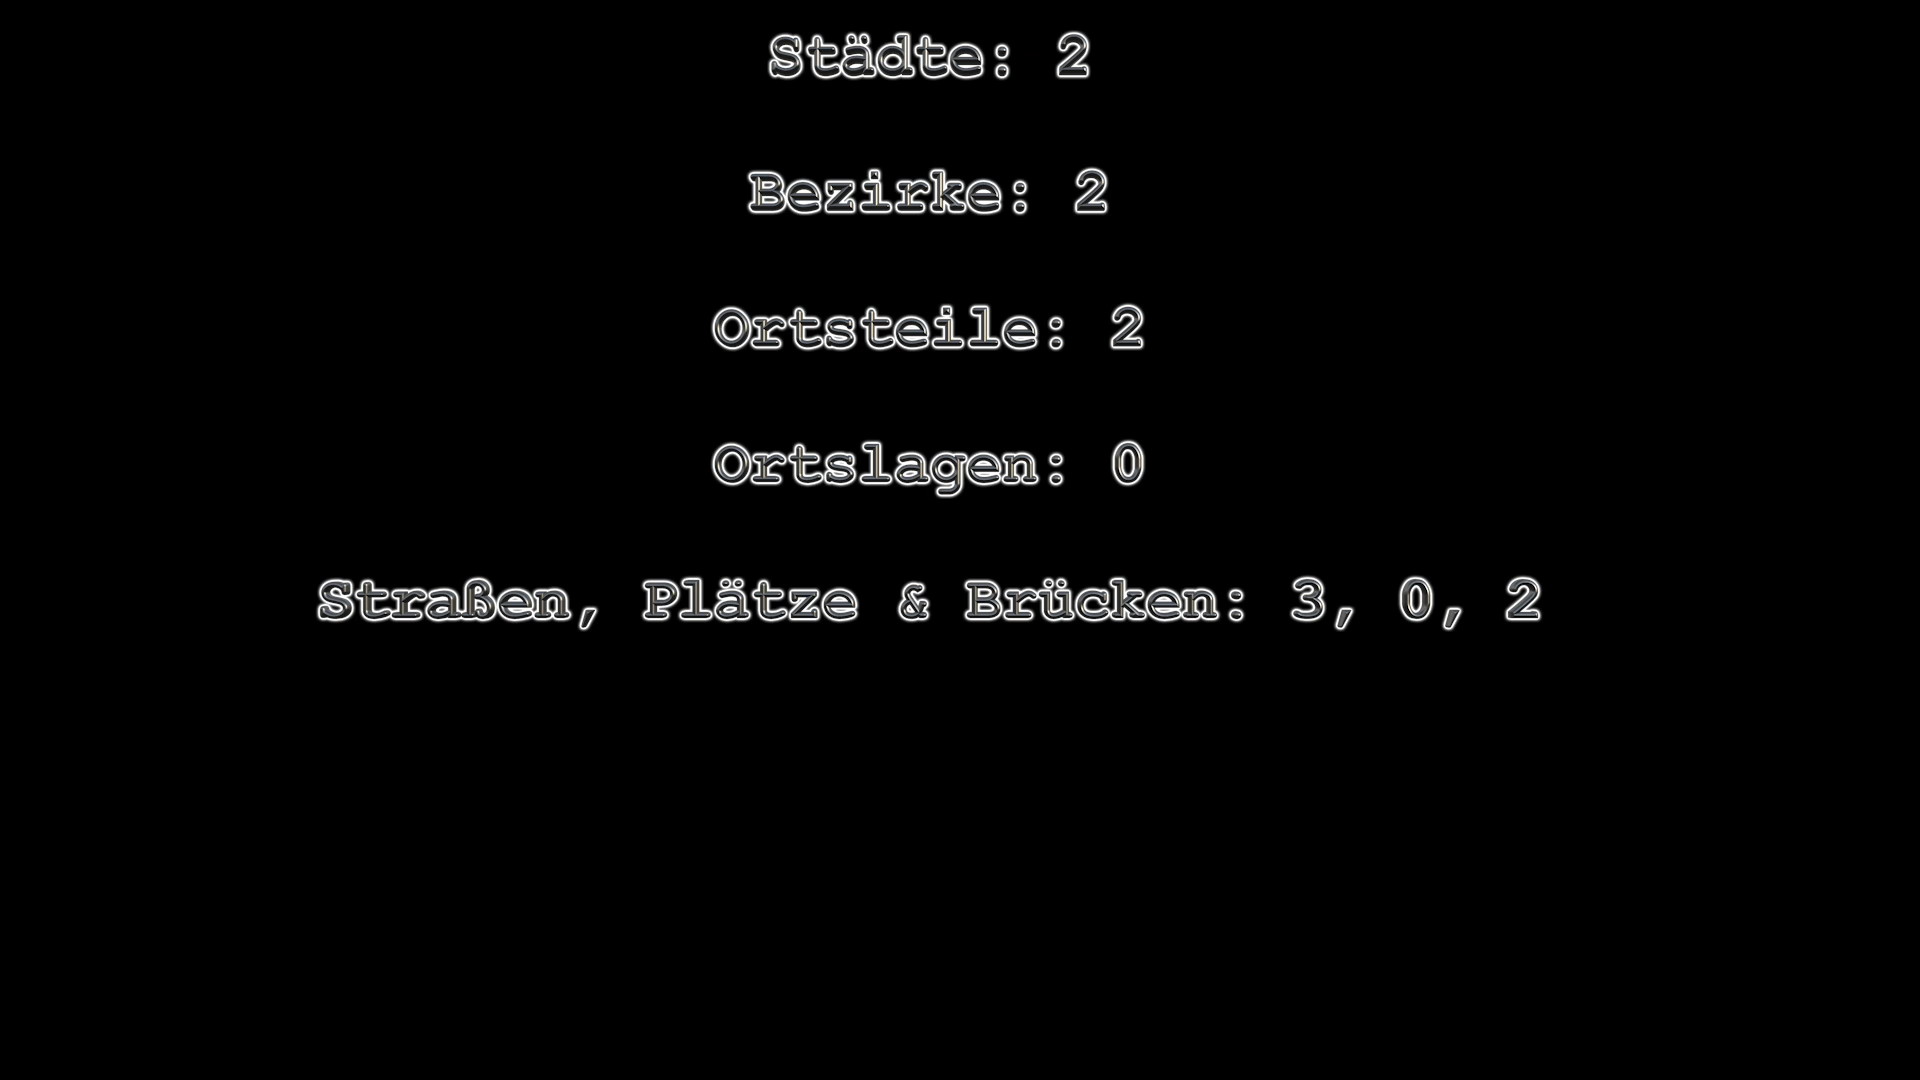 Städte: 2
Bezirke: 2
Ortsteile: 2
Ortslagen: 0
Straßen, Plätze & Brücken: 3, 0, 2